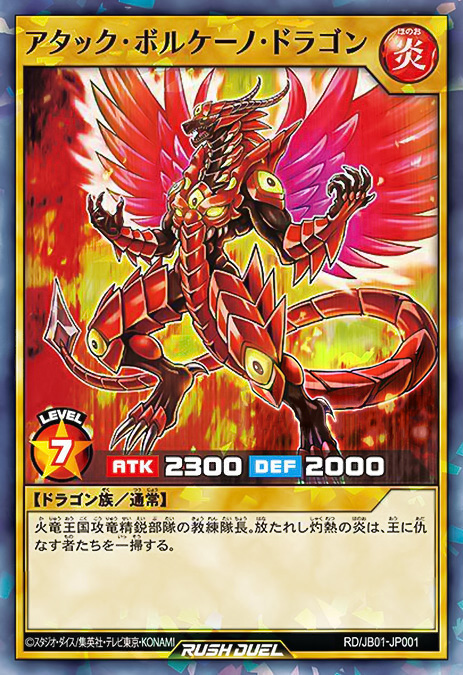 アタック・ボルケーノ・ドラゴン
ほのお
炎
LEVEL
7
ATK 2300 DEF 2000
【ドラゴン族／通常】
火竜王国攻竜精鋭部隊の教練隊長。放たれし灼熱の炎は、王に仇
なす者たちを一掃する。
©スタジオ・ダイス/集英社・テレビ東京・KONAMI
RUSH DUEL
RD/JB01-JP001